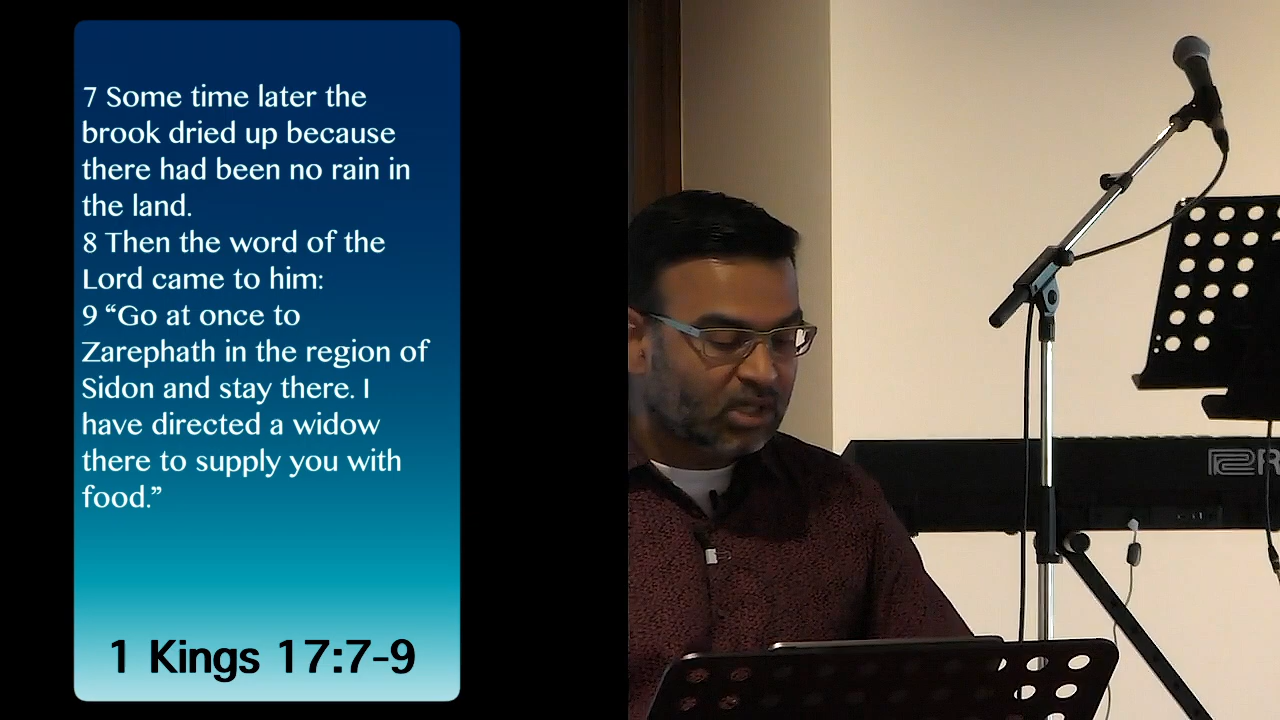 7 Some time later the
brook dried up because
there had been no rain in
the land.
8 Then the word of the
Lord came to him:
9 “Go at once to
Zarephath in the region of
Sidon and stay there. I
have directed a widow
there to supply you with
food.”
1 Kings 17:7-9
R